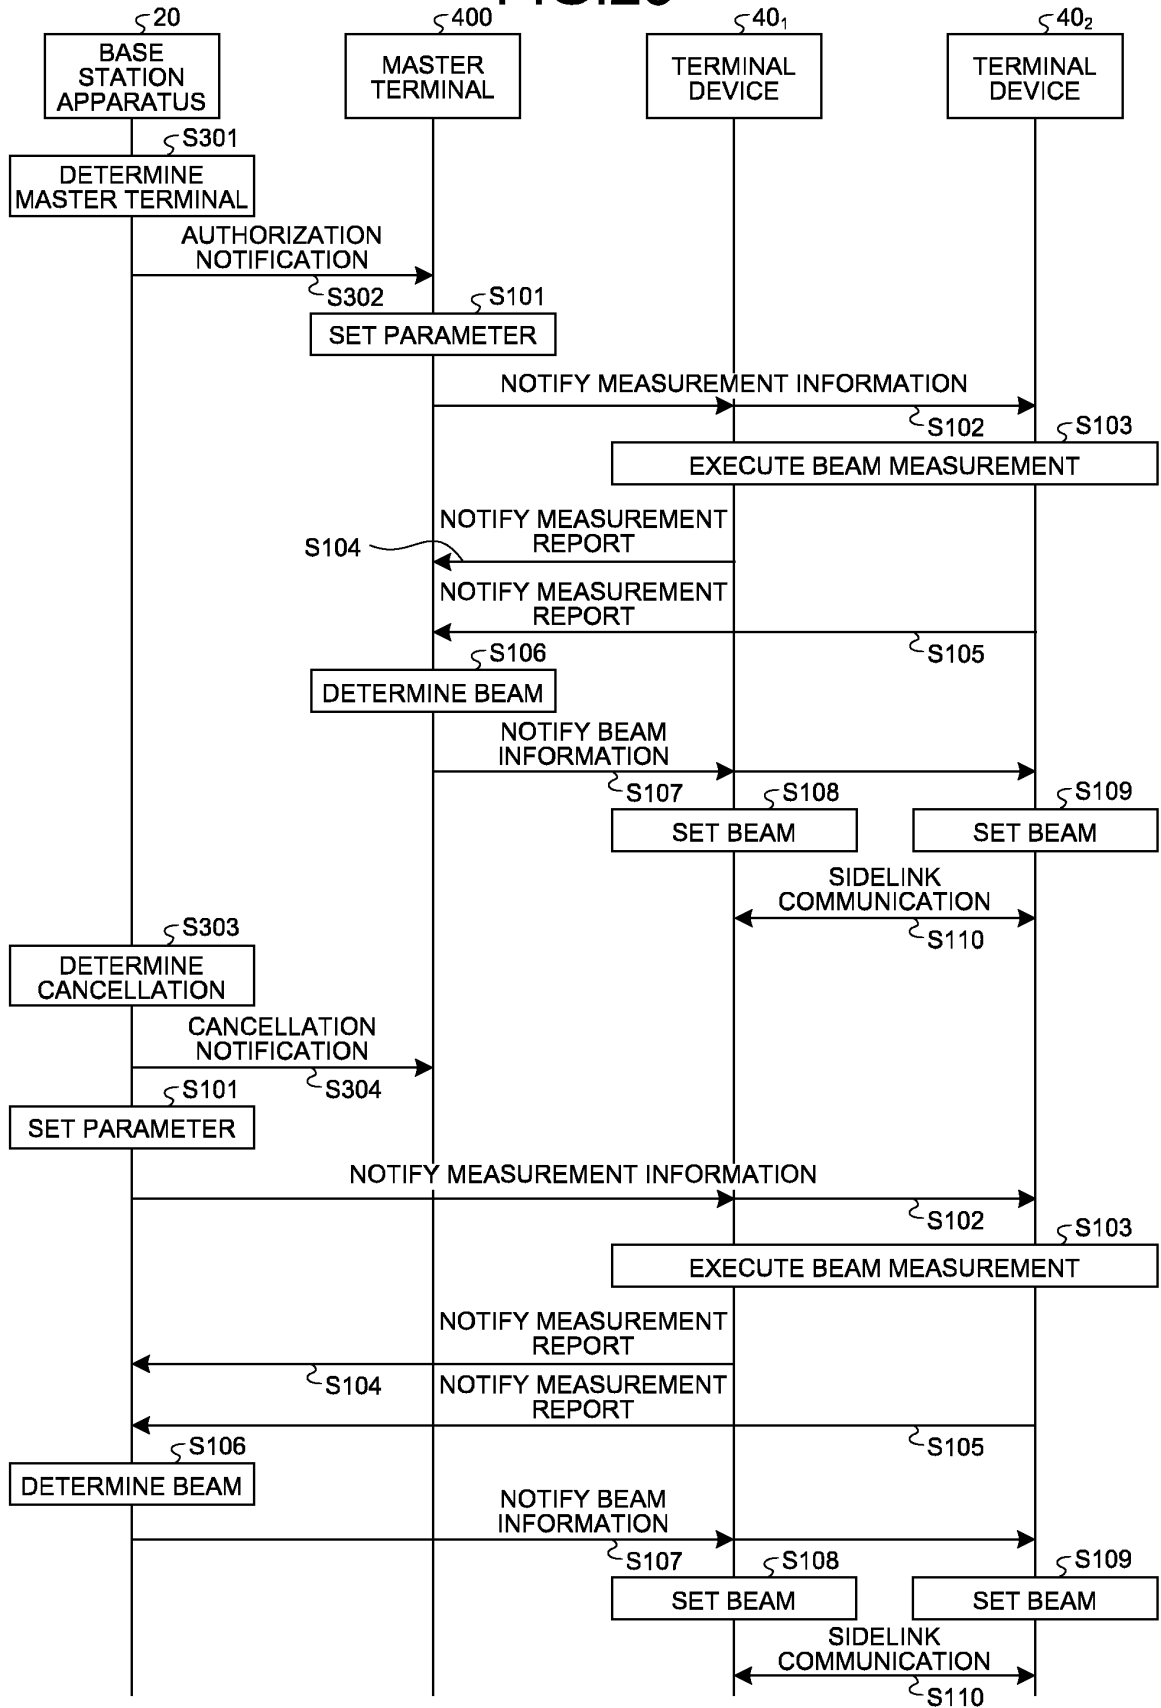 20
400
40₁
40₂
BASE
STATION
APPARATUS
MASTER
TERMINAL
TERMINAL
DEVICE
TERMINAL
DEVICE
S301
DETERMINE
MASTER TERMINAL
AUTHORIZATION
NOTIFICATION
S302
S101
SET PARAMETER
NOTIFY MEASUREMENT INFORMATION
S102
S103
EXECUTE BEAM MEASUREMENT
NOTIFY MEASUREMENT
REPORT
S104
NOTIFY MEASUREMENT
REPORT
S105
S106
DETERMINE BEAM
NOTIFY BEAM
INFORMATION
S107
S108
S109
SET BEAM
SET BEAM
SIDELINK
COMMUNICATION
S110
S303
DETERMINE
CANCELLATION
CANCELLATION
NOTIFICATION
S304
S101
SET PARAMETER
NOTIFY MEASUREMENT INFORMATION
S102
S103
EXECUTE BEAM MEASUREMENT
NOTIFY MEASUREMENT
REPORT
S104
NOTIFY MEASUREMENT
REPORT
S105
S106
DETERMINE BEAM
NOTIFY BEAM
INFORMATION
S107
S108
S109
SET BEAM
SET BEAM
SIDELINK
COMMUNICATION
S110